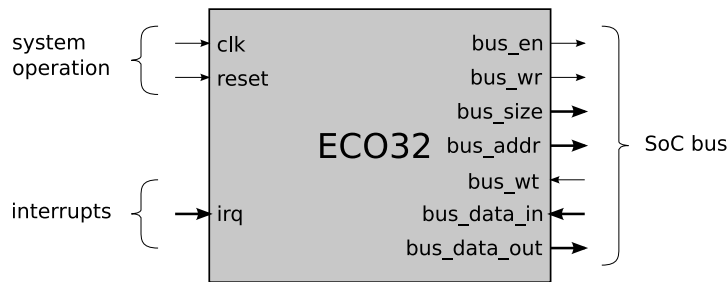 system
operation
clk
reset
interrupts
irq
ECO32
bus_en
bus_wr
bus_size
bus_addr
bus_wt
bus_data_in
bus_data_out
SoC bus